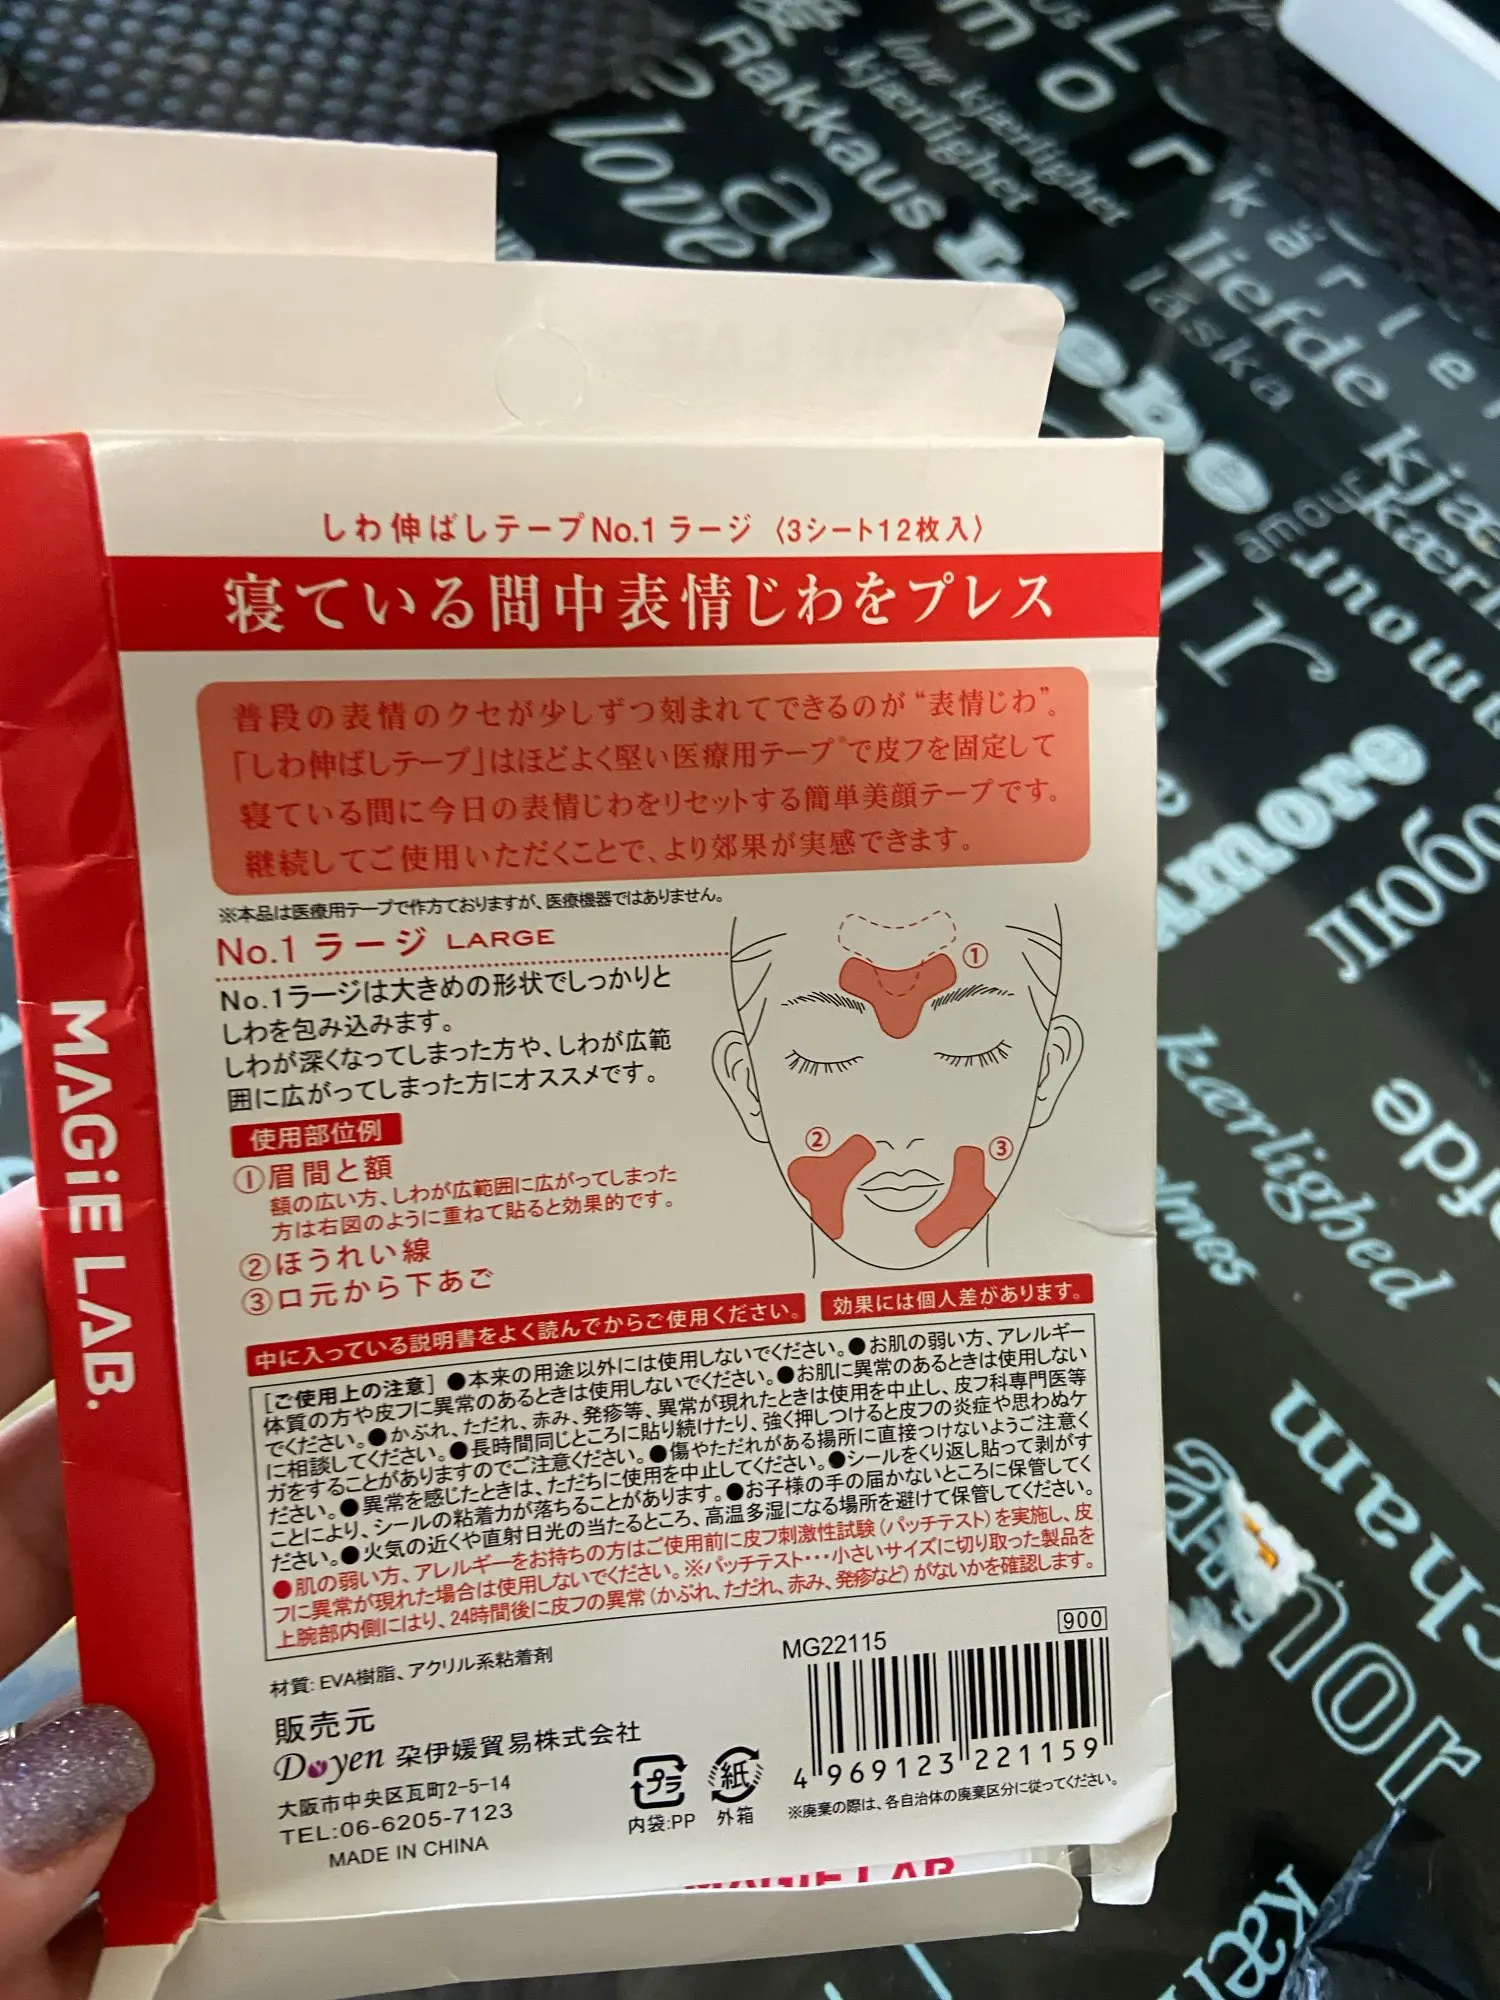 しわ伸ばしテープNo.1 ラージ〈3シート12枚入〉
寝ている間中表情じわをプレス
普段の表情のクセが少しずつ刻まれてできるのが“表情じわ”。
「しわ伸ばしテープ」はほどよく堅い医療用テープ※で皮フを固定して
寝ている間に今日の表情じわをリセットする簡単美顔テープです。
継続してご使用いただくことで、より効果が実感できます。
※本品は医療用テープで作方ておりますが、医療機器ではありません。
No.1 ラージ LARGE
No.1ラージは大きめの形状でしっかりと
しわを包み込みます。
しわが深くなってしまった方や、しわが広範
囲に広がってしまった方にオススメです。
使用部位例
①眉間と額
額の広い方、しわが広範囲に広がってしまった
方は右図のように重ねて貼ると効果的です。
②ほうれい線
③口元から下あご
①
②
③
中に入っている説明書をよく読んでからご使用ください。
効果には個人差があります。
［ご使用上の注意］●本来の用途以外には使用しないでください。●お肌の弱い方、アレルギー
体質の方や皮フに異常のあるときは使用しないでください。●お肌に異常のあるときは使用しない
でください。●かぶれ、ただれ、赤み、発疹等、異常が現れたときは使用を中止し、皮フ科専門医等
に相談してください。●長時間同じところに貼り続けたり、強く押しつけると皮フの炎症や思わぬケ
ガをすることがありますのでご注意ください。●傷やただれがある場所に直接つけないようご注意く
ださい。●異常を感じたときは、ただちに使用を中止してください。●シールをくり返し貼って剥がす
ことにより、シールの粘着力が落ちることがあります。●お子様の手の届かないところに保管してく
ださい。●火気の近くや直射日光の当たるところ、高温多湿になる場所を避けて保管してください。
●肌の弱い方、アレルギーをお持ちの方はご使用前に皮フ刺激性試験（パッチテスト）を実施し、皮
フに異常が現れた場合は使用しないでください。※パッチテスト･･･小さいサイズに切り取った製品を
上腕部内側にはり、24時間後に皮フの異常（かぶれ、ただれ、赤み、発疹など）がないかを確認します。
材質：EVA樹脂、アクリル系粘着剤
販売元
Doyen 朶伊媛貿易株式会社
大阪市中央区瓦町2-5-14
TEL:06-6205-7123
MADE IN CHINA
プラ
内袋:PP
紙
外箱
MG22115
900
4 969123 221159
※廃棄の際は、各自治体の廃棄区分に従ってください。
MAGiE LAB.
MAGiE LAB
Rakkaus
love
kjærlighet
kjærlighet
liefde
láska
kærlighed
amore